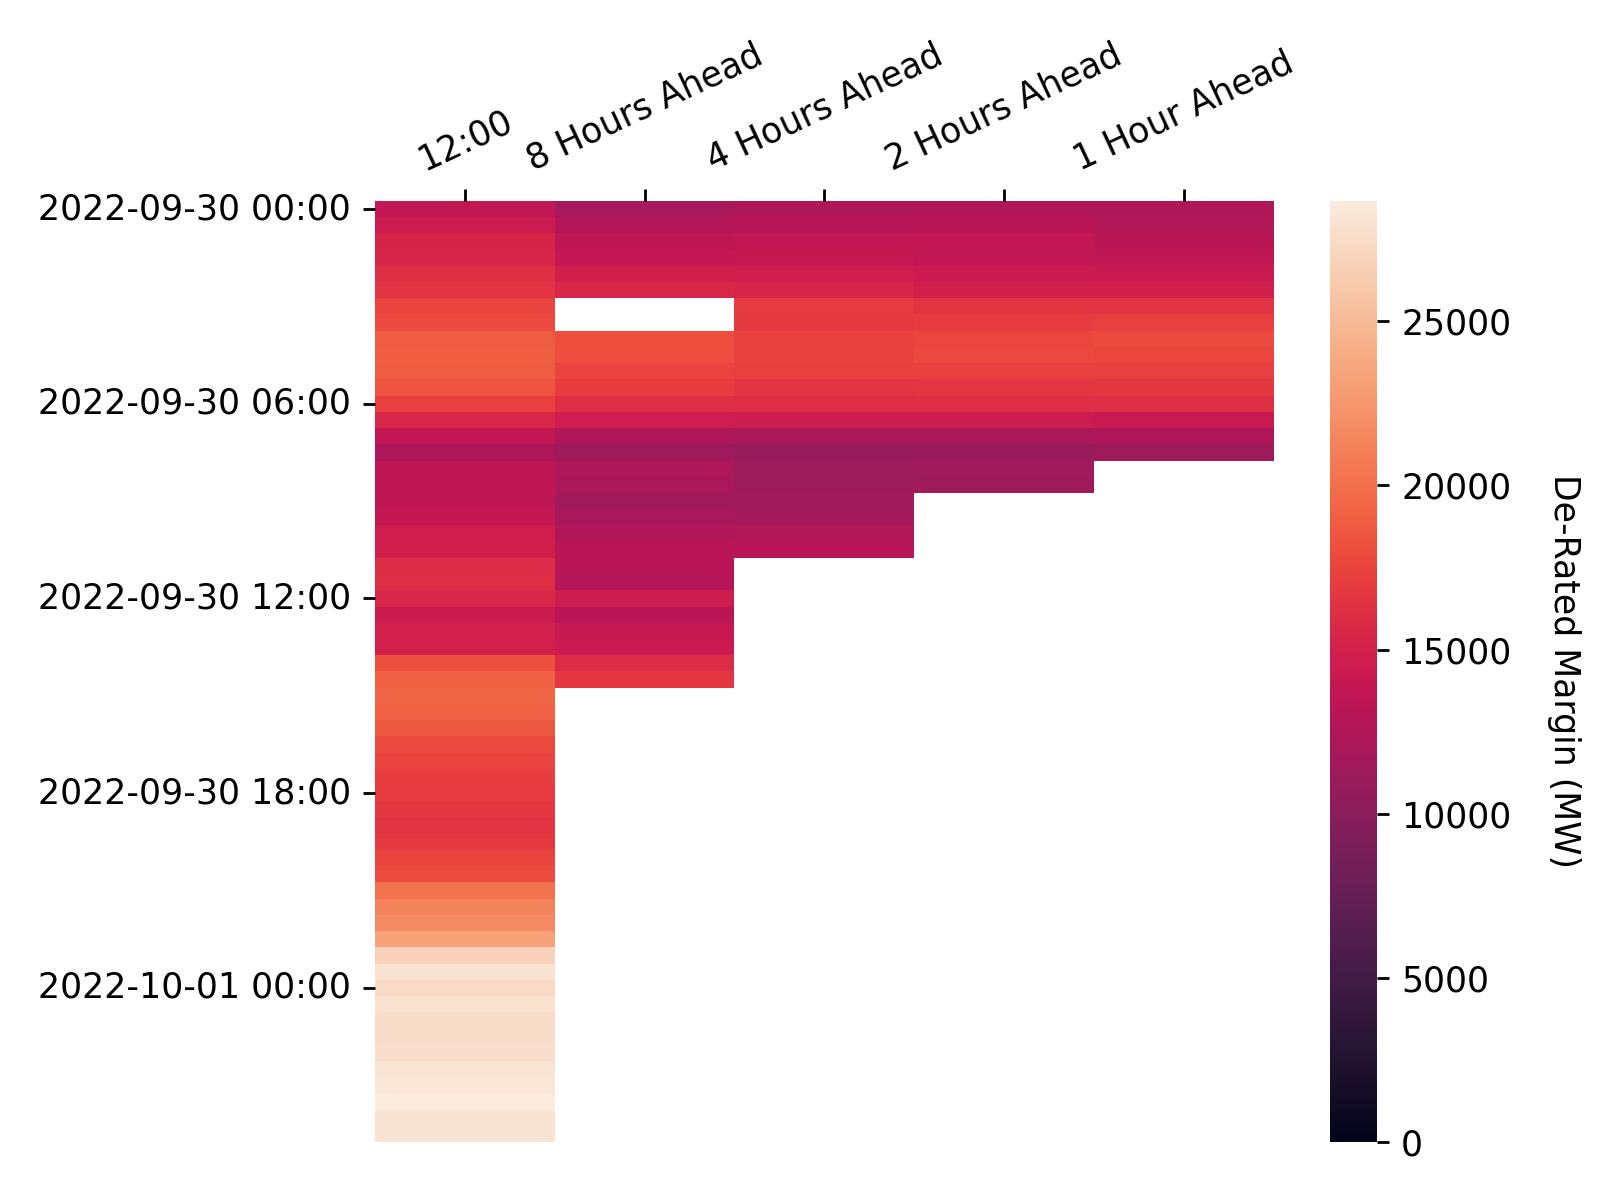 12:00
8 Hours Ahead
4 Hours Ahead
2 Hours Ahead
1 Hour Ahead
2022-09-30 00:00
2022-09-30 06:00
2022-09-30 12:00
2022-09-30 18:00
2022-10-01 00:00
25000
20000
15000
10000
5000
0
De-Rated Margin (MW)